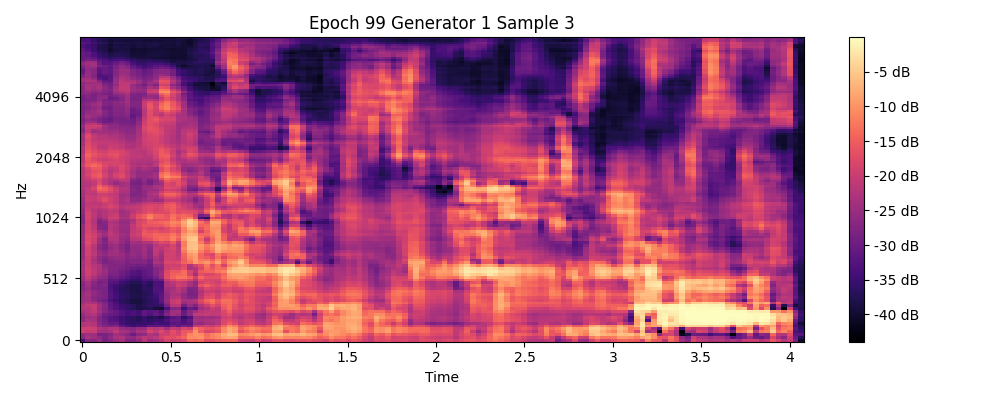 Epoch 99 Generator 1 Sample 3
Hz
4096
2048
1024
512
0
0 0.5 1 1.5 2 2.5 3 3.5 4
Time
-5 dB
-10 dB
-15 dB
-20 dB
-25 dB
-30 dB
-35 dB
-40 dB